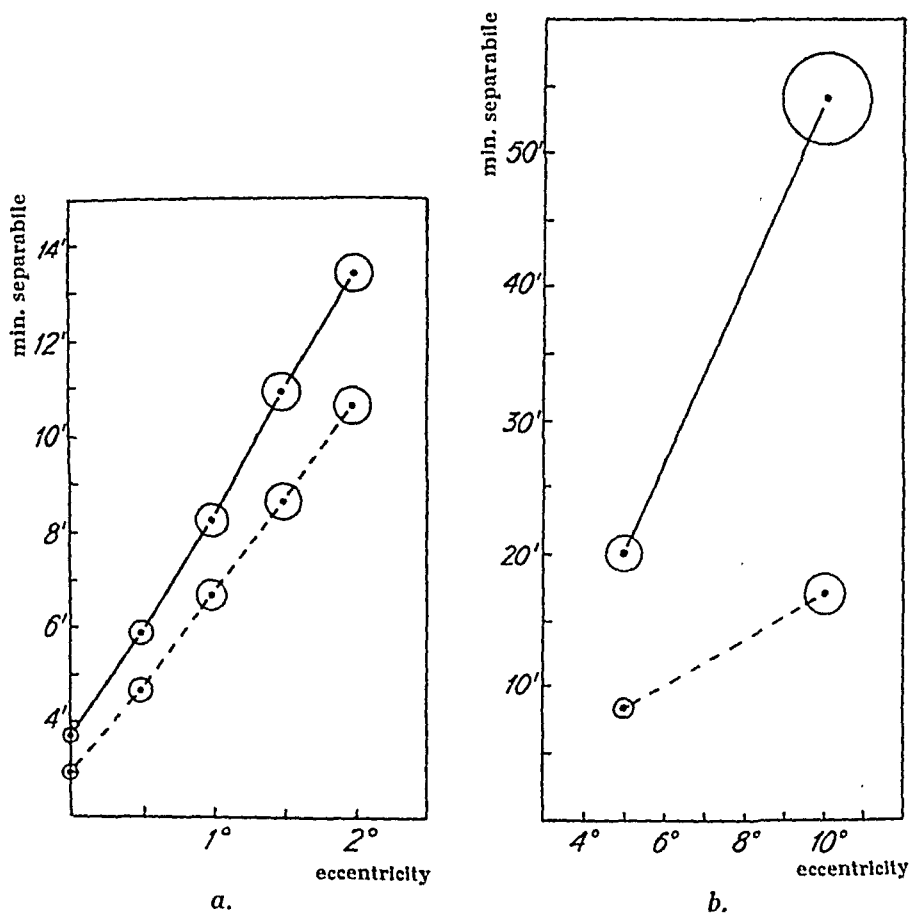 min. separabile
14'
12'
10'
8'
6'
4'
1° 2°
eccentricity
a.
min. separabile
50'
40'
30'
20'
10'
4° 6° 8° 10°
eccentricity
b.